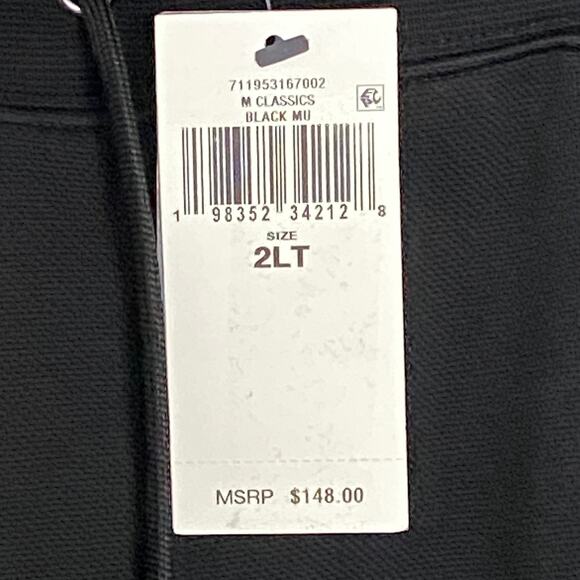 711953167002
M CLASSICS
BLACK MU
1 98352 34212 8
SIZE
2LT
MSRP $148.00